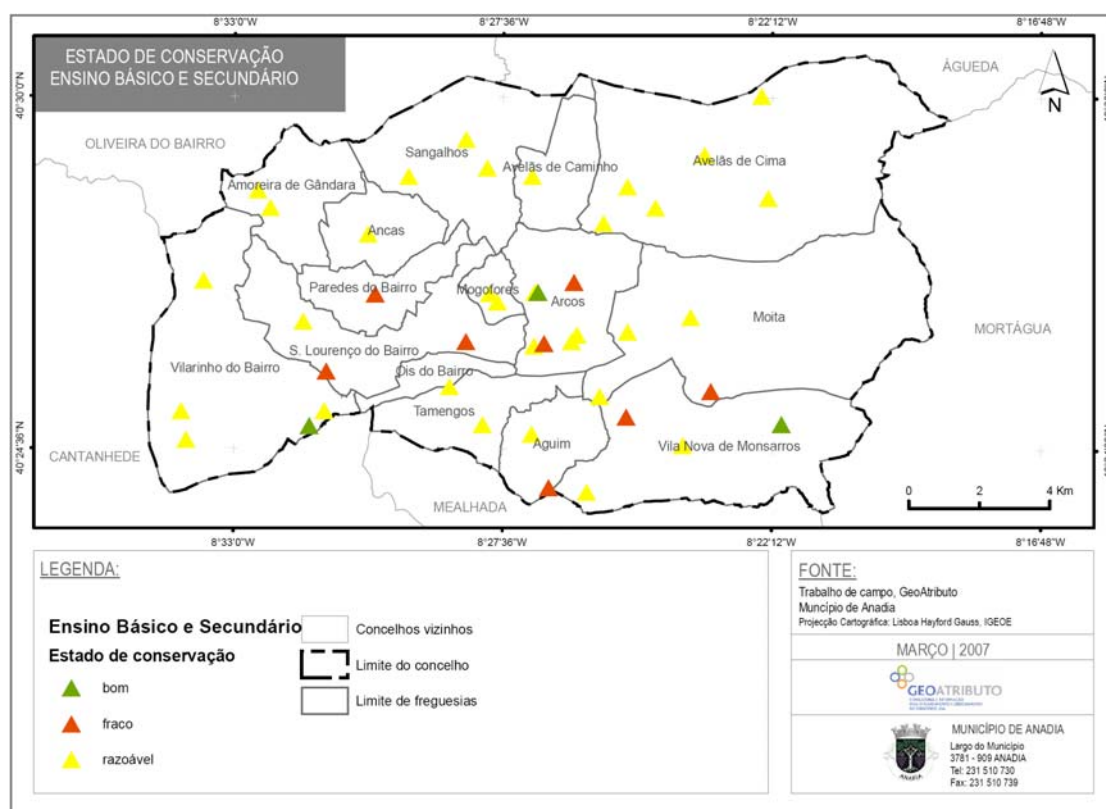 8°33'0"W
8°27'36"W
8°22'12"W
8°16'48"W
ESTADO DE CONSERVAÇÃO
ENSINO BÁSICO E SECUNDÁRIO
ÁGUEDA
N
40°30'0"N
OLIVEIRA DO BAIRRO
Sangalhos
Avelãs de Caminho
Avelãs de Cima
Amoreira de Gândara
Ancas
Paredes do Bairro
Mogofores
Arcos
Moita
MORTÁGUA
S. Lourenço do Bairro
Vilarinho do Bairro
Óis do Bairro
Tamengos
Aguim
Vila Nova de Monsarros
40°24'36"N
CANTANHEDE
MEALHADA
0 2 4 Km
8°33'0"W
8°27'36"W
8°22'12"W
8°16'48"W
LEGENDA:
Ensino Básico e Secundário
Estado de conservação
bom
fraco
razoável
Concelhos vizinhos
Limite do concelho
Limite de freguesias
FONTE:
Trabalho de campo, GeoAtributo
Muncípio de Anadia
Projecção Cartográfica: Lisboa Hayford Gauss, IGEOE
MARÇO | 2007
GEOATRIBUTO
ANADIA
MUNICÍPIO DE ANADIA
Largo do Município
3781 - 909 ANADIA
Tel: 231 510 730
Fax: 231 510 739